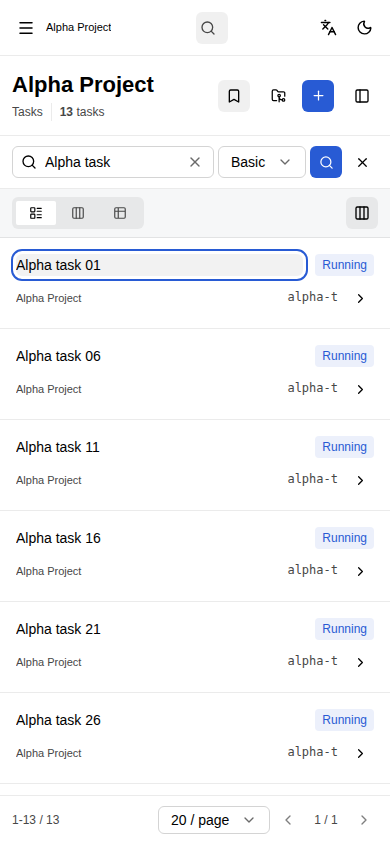 Alpha Project
Alpha Project
Tasks 13 tasks
Alpha task Basic
Alpha task 01 Running
Alpha Project alpha-t
Alpha task 06 Running
Alpha Project alpha-t
Alpha task 11 Running
Alpha Project alpha-t
Alpha task 16 Running
Alpha Project alpha-t
Alpha task 21 Running
Alpha Project alpha-t
Alpha task 26 Running
Alpha Project alpha-t
1-13 / 13 20 / page 1 / 1